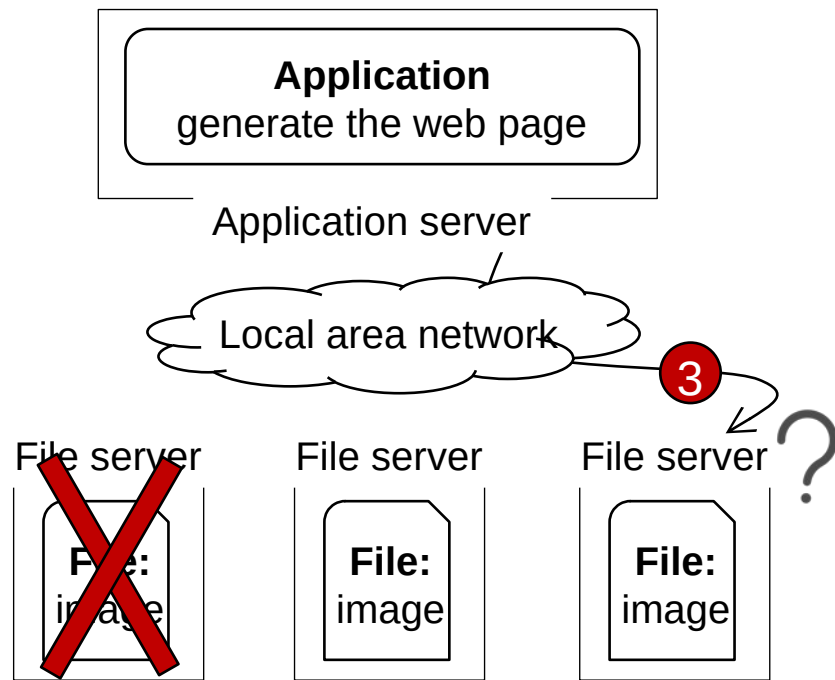 Application
generate the web page
Application server
Local area network
3
File server
File server
File server
?
File:
image
File:
image
File:
image